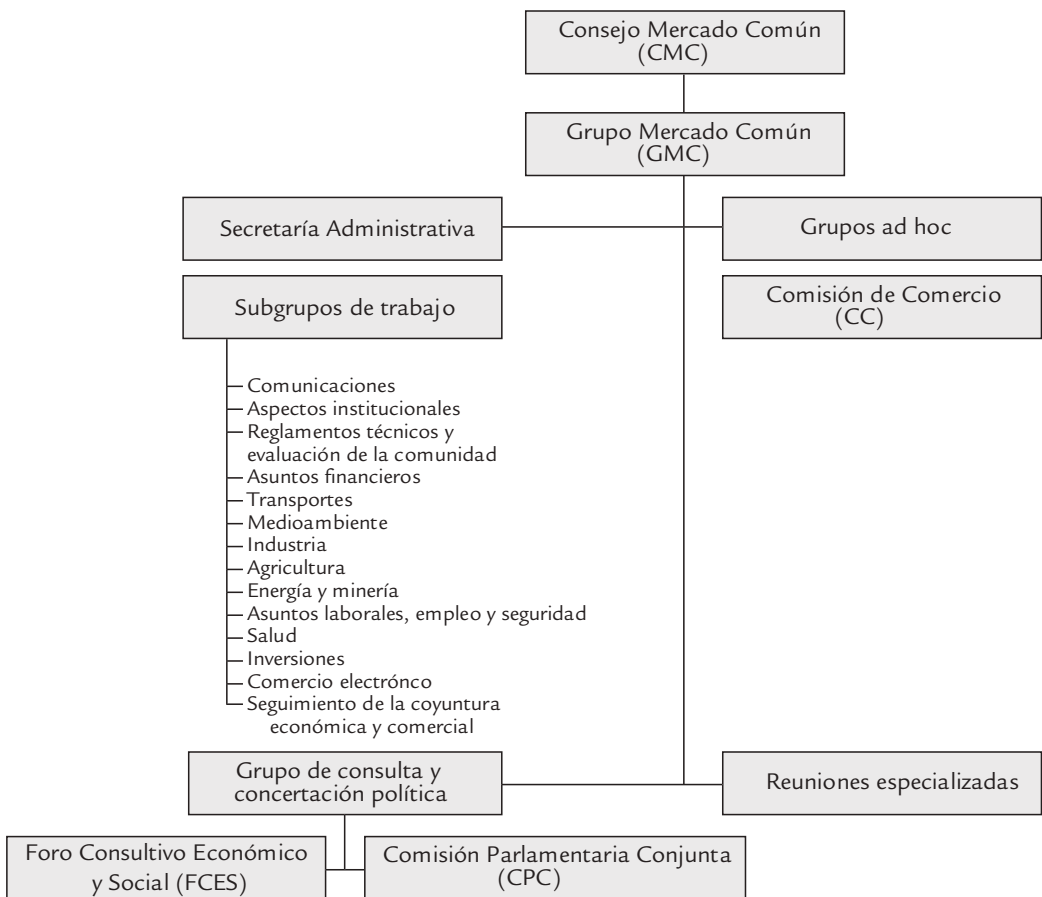 Consejo Mercado Común
(CMC)
Grupo Mercado Común
(GMC)
Secretaría Administrativa
Grupos ad hoc
Subgrupos de trabajo
Comisión de Comercio
(CC)
Comunicaciones
Aspectos institucionales
Reglamentos técnicos y
evaluación de la comunidad
Asuntos financieros
Transportes
Medioambiente
Industria
Agricultura
Energía y minería
Asuntos laborales, empleo y seguridad
Salud
Inversiones
Comercio electrónco
Seguimiento de la coyuntura
económica y comercial
Grupo de consulta y
concertación política
Reuniones especializadas
Foro Consultivo Económico
y Social (FCES)
Comisión Parlamentaria Conjunta
(CPC)